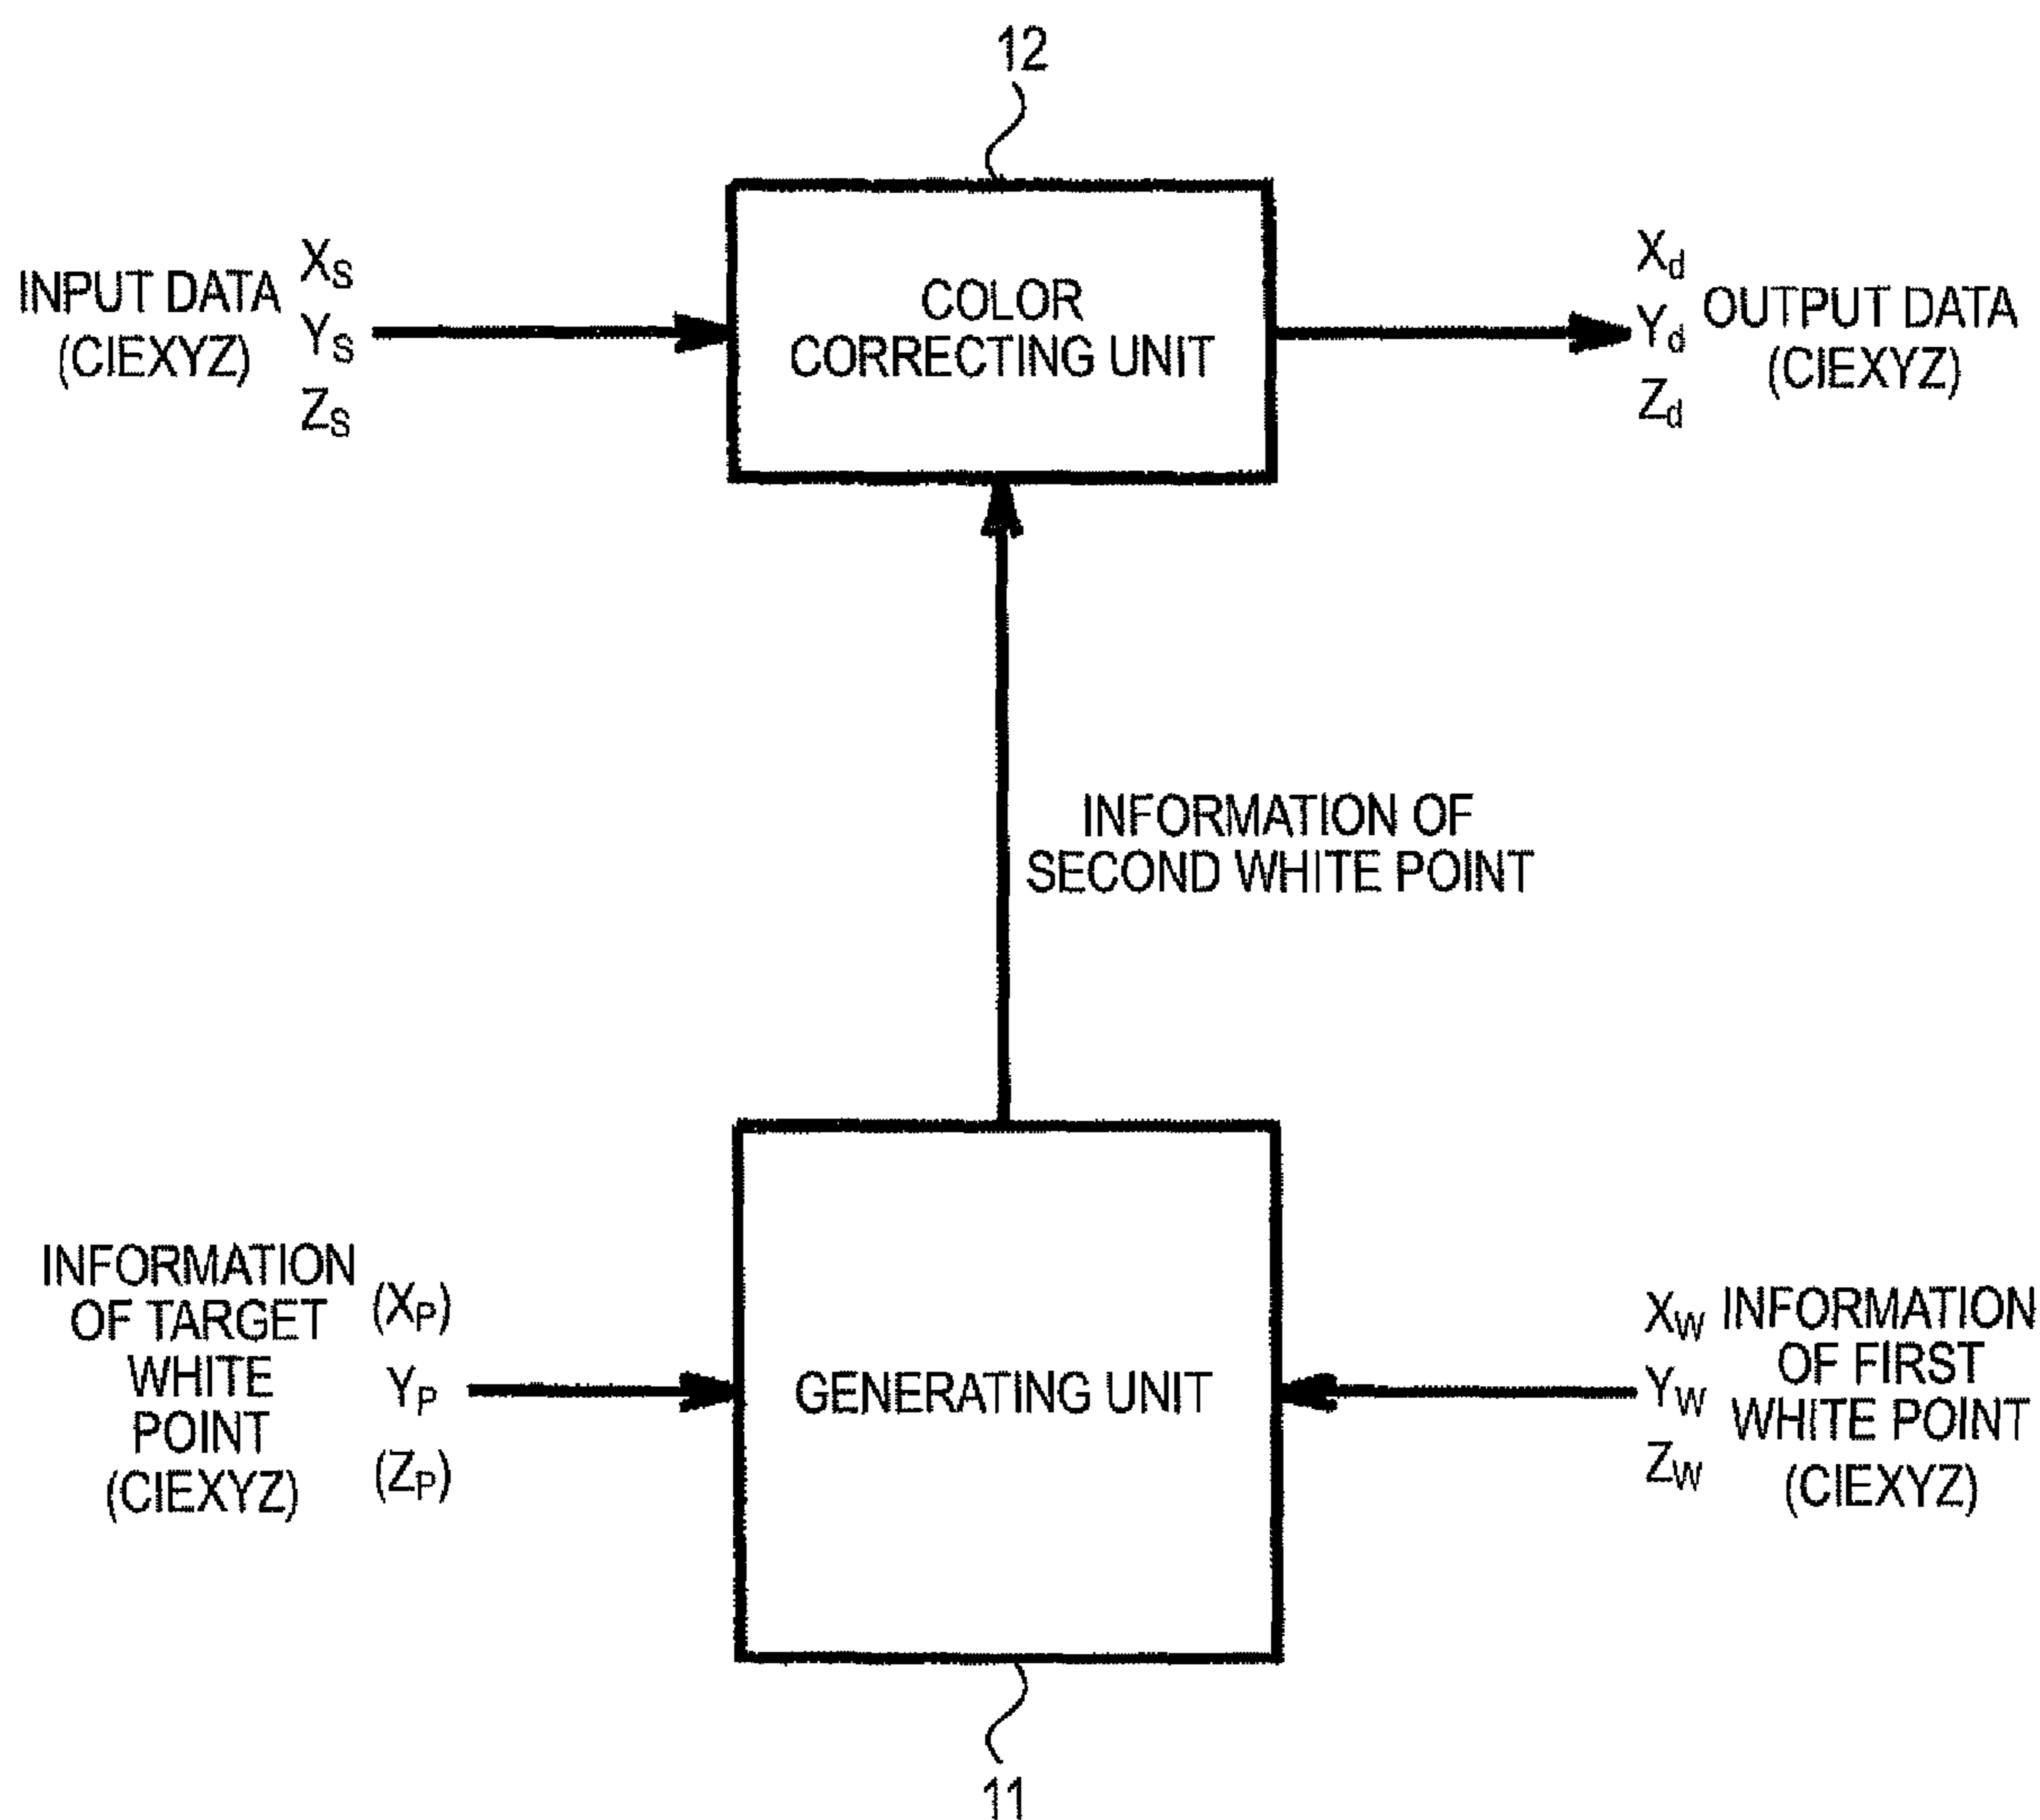 12
INPUT DATA
(CIEXYZ)
XS
YS
ZS
COLOR
CORRECTING UNIT
Xd
Yd
Zd
OUTPUT DATA
(CIEXYZ)
INFORMATION OF
SECOND WHITE POINT
INFORMATION
OF TARGET
WHITE
POINT
(CIEXYZ)
(XP)
YP
(ZP)
GENERATING UNIT
XW
YW
ZW
INFORMATION
OF FIRST
WHITE POINT
(CIEXYZ)
11